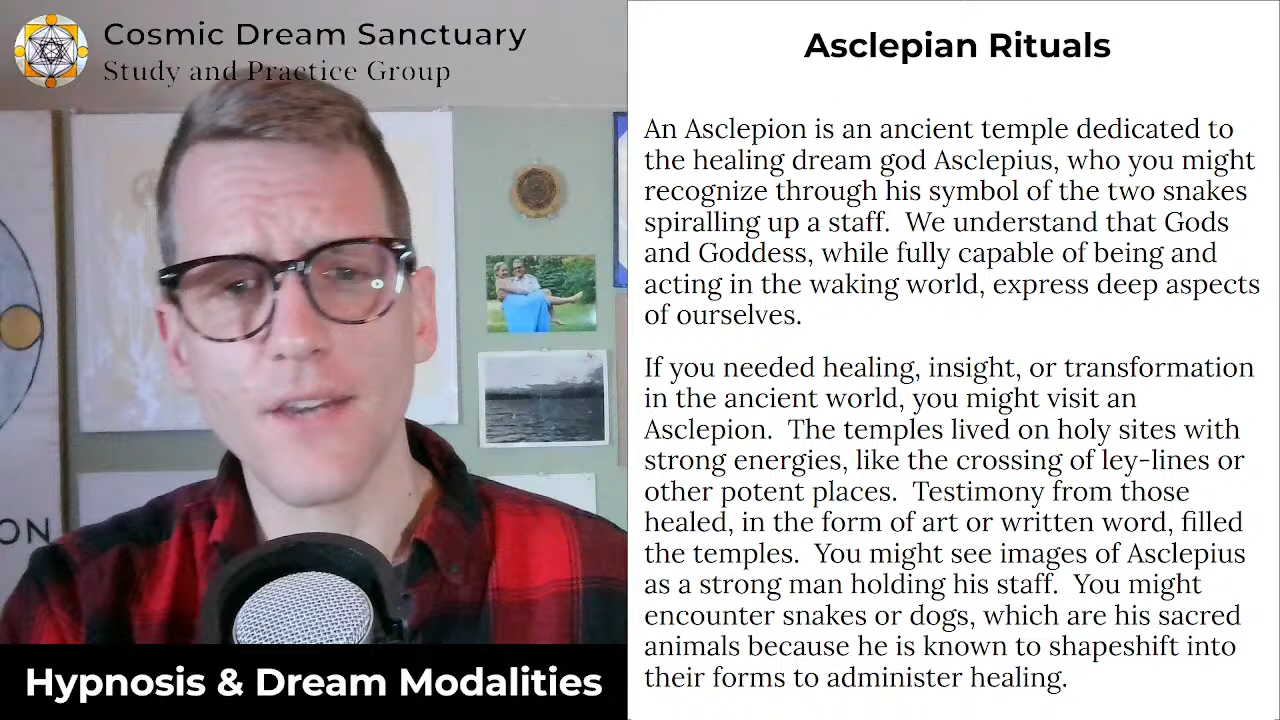 Cosmic Dream Sanctuary
Study and Practice Group
ON
Hypnosis & Dream Modalities
Asclepian Rituals
An Asclepion is an ancient temple dedicated to
the healing dream god Asclepius, who you might
recognize through his symbol of the two snakes
spiralling up a staff.  We understand that Gods
and Goddess, while fully capable of being and
acting in the waking world, express deep aspects
of ourselves.
If you needed healing, insight, or transformation
in the ancient world, you might visit an
Asclepion.  The temples lived on holy sites with
strong energies, like the crossing of ley-lines or
other potent places.  Testimony from those
healed, in the form of art or written word, filled
the temples.  You might see images of Asclepius
as a strong man holding his staff.  You might
encounter snakes or dogs, which are his sacred
animals because he is known to shapeshift into
their forms to administer healing.